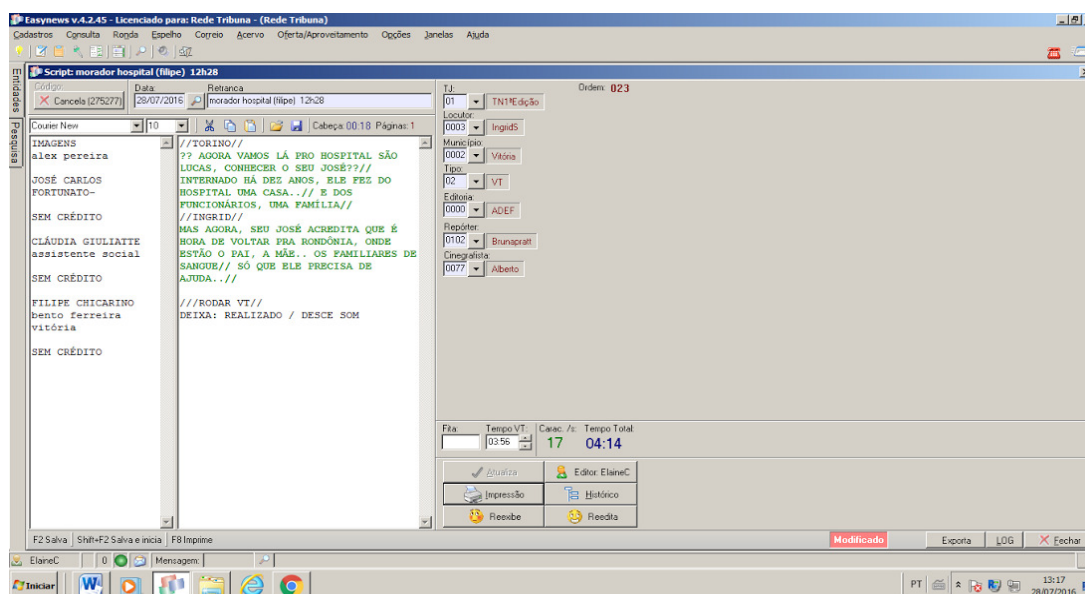 Easynews v.4.2.45 - Licenciado para: Rede Tribuna - (Rede Tribuna)
Cadastros Consulta Ronda Espelho Correio Acervo Oferta/Aproveitamento Opções Janelas Ajuda
Entidades
Pesquisa
Script: morador hospital (filipe) 12h28
Código: Data: Retranca
Cancela (275277) 28/07/2016 morador hospital (filipe) 12h28
Courier New 10 Cabeça: 00:18 Páginas: 1
IMAGENS
alex pereira
JOSÉ CARLOS
FORTUNATO-
SEM CRÉDITO
CLÁUDIA GIULIATTE
assistente social
SEM CRÉDITO
FILIPE CHICARINO
bento ferreira
vitória
SEM CRÉDITO
//TORINO//
?? AGORA VAMOS LÁ PRO HOSPITAL SÃO
LUCAS, CONHECER O SEU JOSÉ??//
INTERNADO HÁ DEZ ANOS, ELE FEZ DO
HOSPITAL UMA CASA..// E DOS
FUNCIONÁRIOS, UMA FAMÍLIA//
//INGRID//
MAS AGORA, SEU JOSÉ ACREDITA QUE É
HORA DE VOLTAR PRA RONDÔNIA, ONDE
ESTÃO O PAI, A MÃE.. OS FAMILIARES DE
SANGUE// SÓ QUE ELE PRECISA DE
AJUDA..//
///RODAR VT//
DEIXA: REALIZADO / DESCE SOM
TJ: Ordem: 023
01 TN1ªEdição
Locutor:
0003 IngridS
Município:
0002 Vitória
Tipo:
02 VT
Editoria:
0000 ADEF
Repórter:
0102 Brunapratt
Cinegrafista:
0077 Alberto
Fita: Tempo VT: Carac. /s: Tempo Total:
03:56 17 04:14
Atualiza Editor: ElaineC
Impressão Histórico
Reexibe Reedita
F2 Salva Shift+F2 Salva e inicia F8 Imprime Modificado Exporta LOG Fechar
ElaineC 0 Mensagem:
Iniciar PT 13:17
28/07/2016